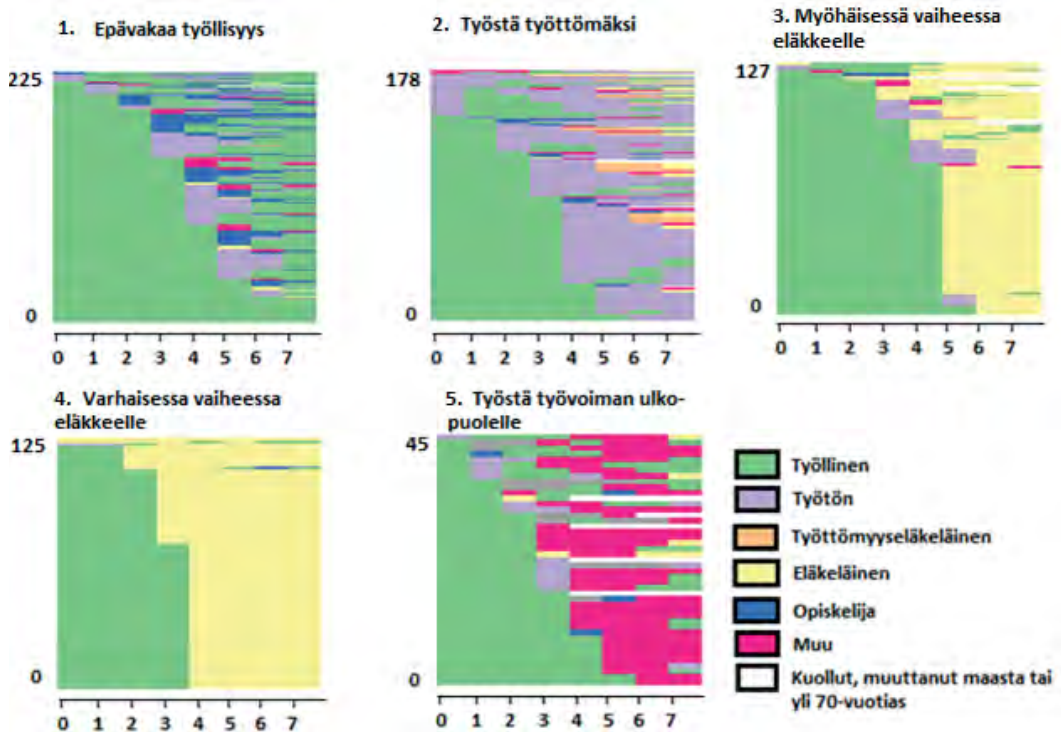 1. Epävakaa työllisyys
225
0
0 1 2 3 4 5 6 7
2. Työstä työttömäksi
178
0
0 1 2 3 4 5 6 7
3. Myöhäisessä vaiheessa
eläkkeelle
127
0
0 1 2 3 4 5 6 7
4. Varhaisessa vaiheessa
eläkkeelle
125
0
0 1 2 3 4 5 6 7
5. Työstä työvoiman ulko-
puolelle
45
0
0 1 2 3 4 5 6 7
Työllinen
Työtön
Työttömyyseläkeläinen
Eläkeläinen
Opiskelija
Muu
Kuollut, muuttanut maasta tai
yli 70-vuotias